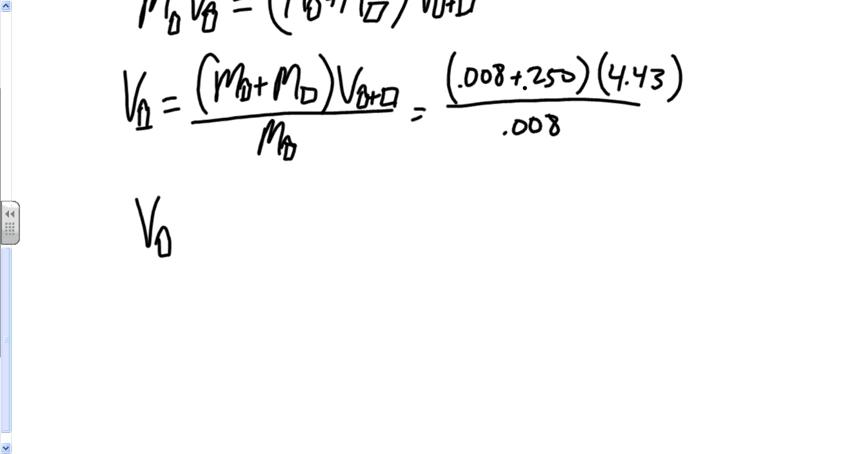 M▯ V▯ = (M▯+M□) V▯+□
V▯ = (M▯+M□)V▯+□ / M▯ = (.008+.250)(4.43) / .008
V▯